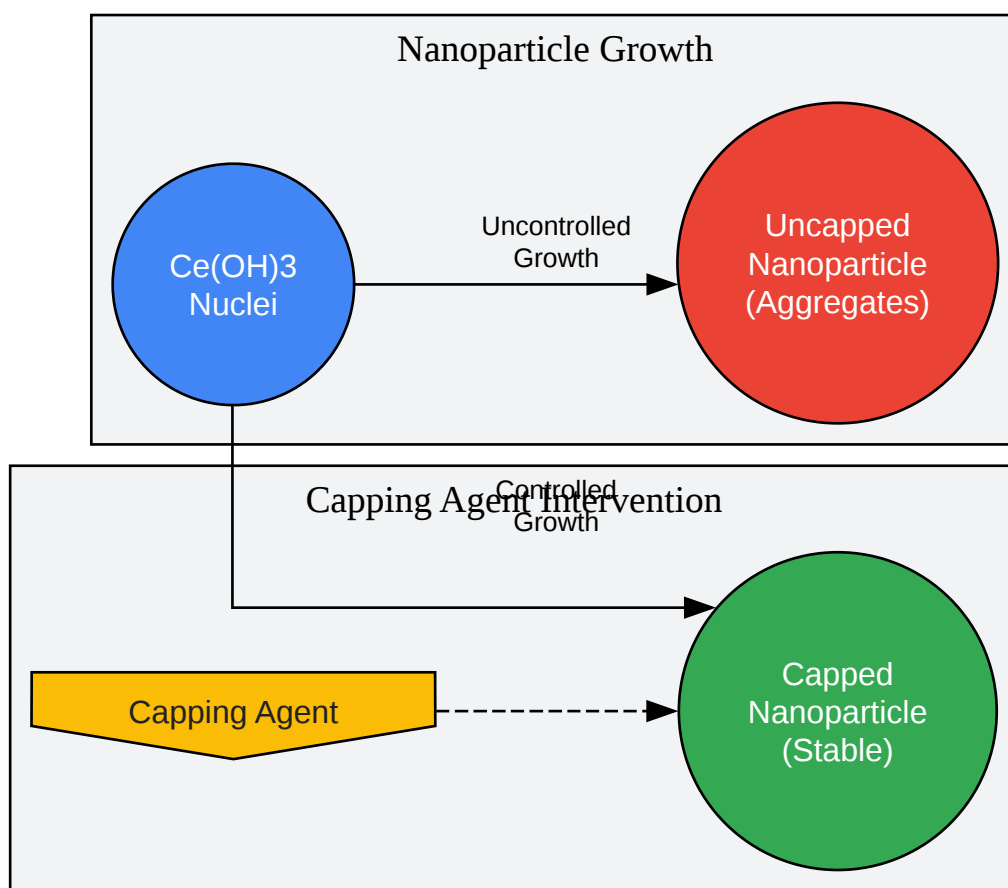 Nanoparticle Growth
Ce(OH)3
Nuclei
Uncontrolled
Growth
Uncapped
Nanoparticle
(Aggregates)
Capping Agent Intervention
Controlled
Growth
Capping Agent
Capped
Nanoparticle
(Stable)